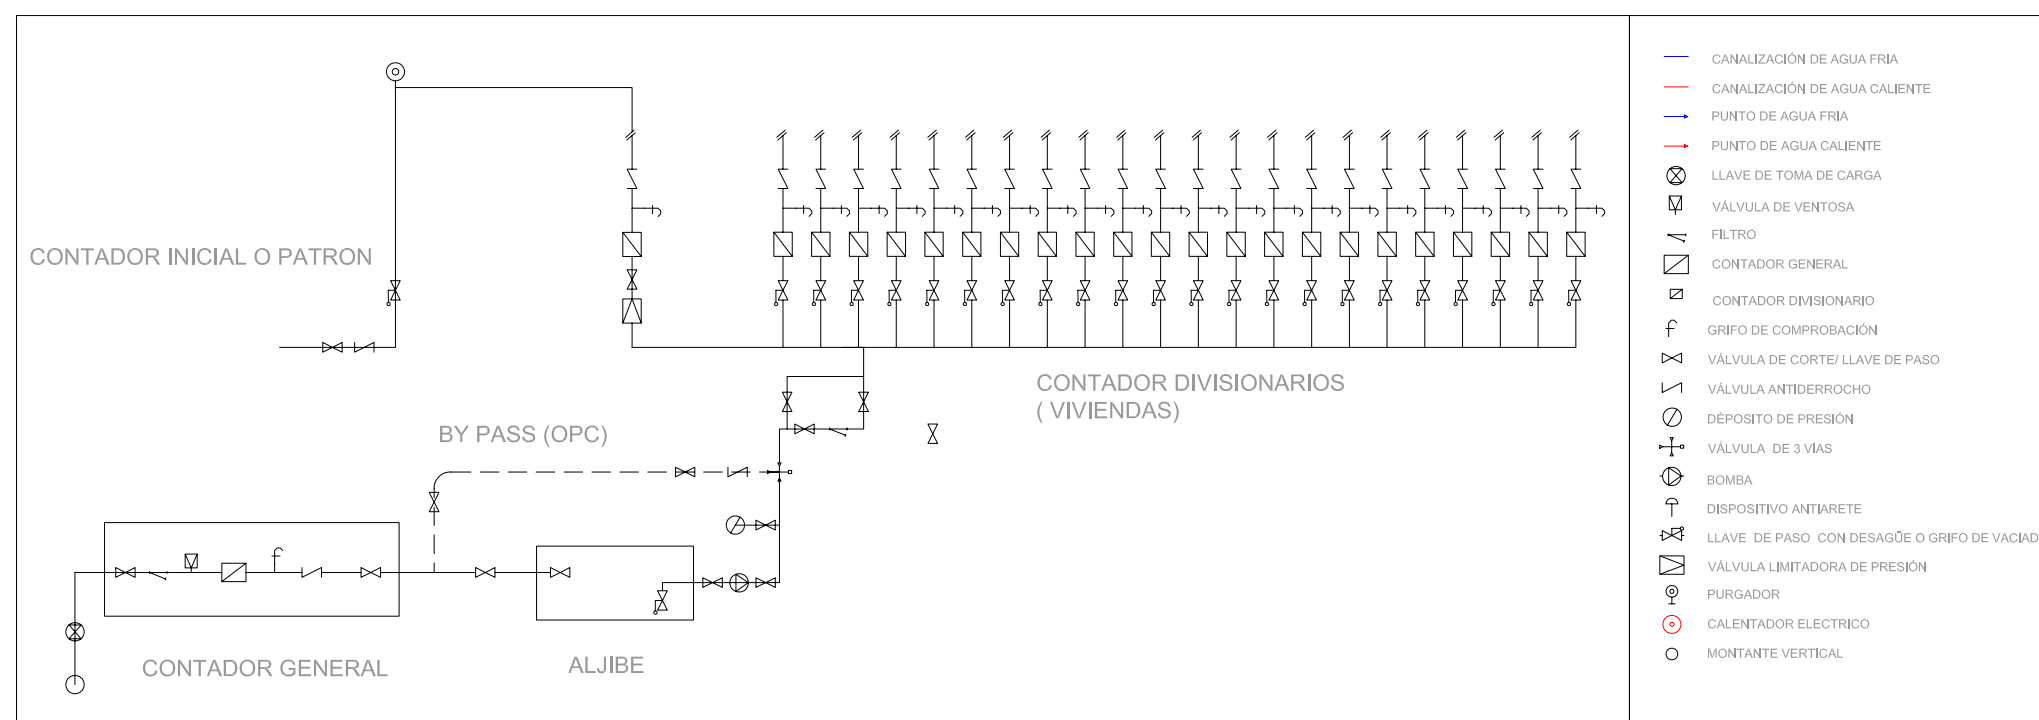 CONTADOR INICIAL O PATRON
CONTADOR DIVISIONARIOS
( VIVIENDAS)
BY PASS (OPC)
CONTADOR GENERAL
ALJIBE
CANALIZACIÓN DE AGUA FRIA
CANALIZACIÓN DE AGUA CALIENTE
PUNTO DE AGUA FRIA
PUNTO DE AGUA CALIENTE
LLAVE DE TOMA DE CARGA
VÁLVULA DE VENTOSA
FILTRO
CONTADOR GENERAL
CONTADOR DIVISIONARIO
GRIFO DE COMPROBACIÓN
VÁLVULA DE CORTE/ LLAVE DE PASO
VÁLVULA ANTIDERROCHO
DÉPOSITO DE PRESIÓN
VÁLVULA DE 3 VIAS
BOMBA
DISPOSITIVO ANTIARETE
LLAVE DE PASO CON DESAGÜE O GRIFO DE VACIAD
VÁLVULA LIMITADORA DE PRESIÓN
PURGADOR
CALENTADOR ELECTRICO
MONTANTE VERTICAL